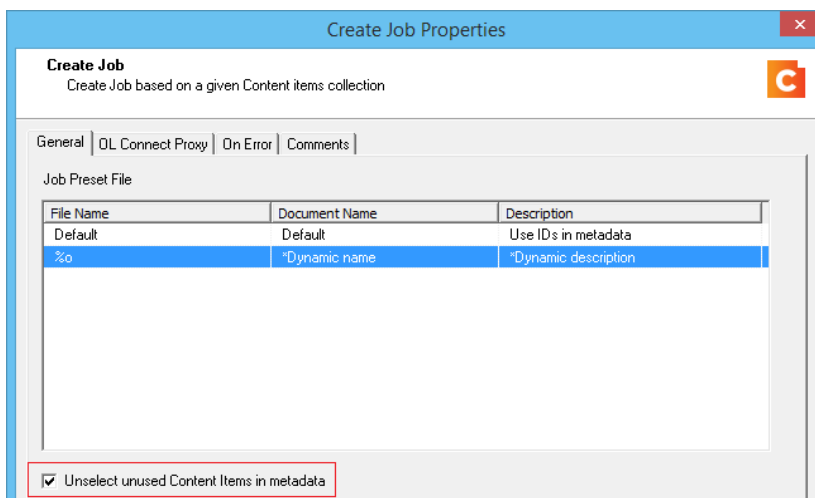 Create Job Properties
Create Job
Create Job based on a given Content items collection
General OL Connect Proxy On Error Comments
Job Preset File
File Name Document Name Description
Default Default Use IDs in metadata
%o *Dynamic name *Dynamic description
Unselect unused Content Items in metadata